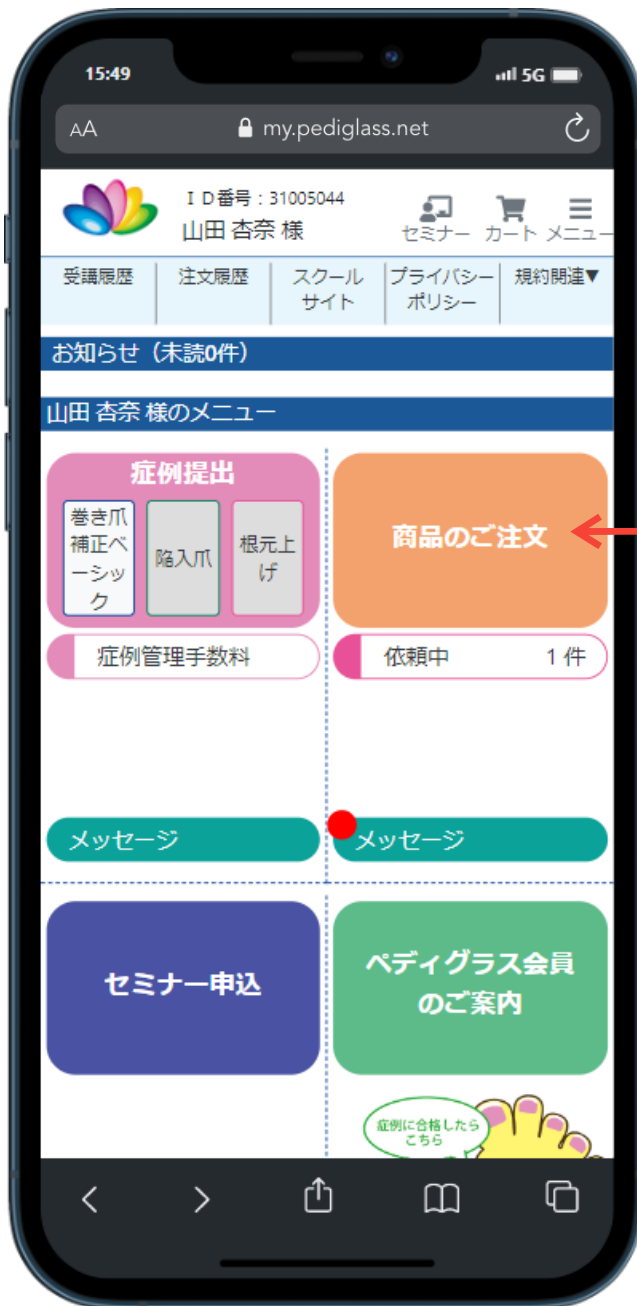 15:49
5G
AA my.pediglass.net
ＩＤ番号：31005044
山田 杏奈 様
セミナー カート メニュー
受講履歴
注文履歴
スクール
サイト
プライバシー
ポリシー
規約関連▼
お知らせ（未読0件）
山田 杏奈 様のメニュー
症例提出
巻き爪
補正ベ
ーシッ
ク
陥入爪
根元上
げ
商品のご注文
症例管理手数料
依頼中 1 件
メッセージ
メッセージ
セミナー申込
ペディグラス会員
のご案内
症例に合格したら
こちら